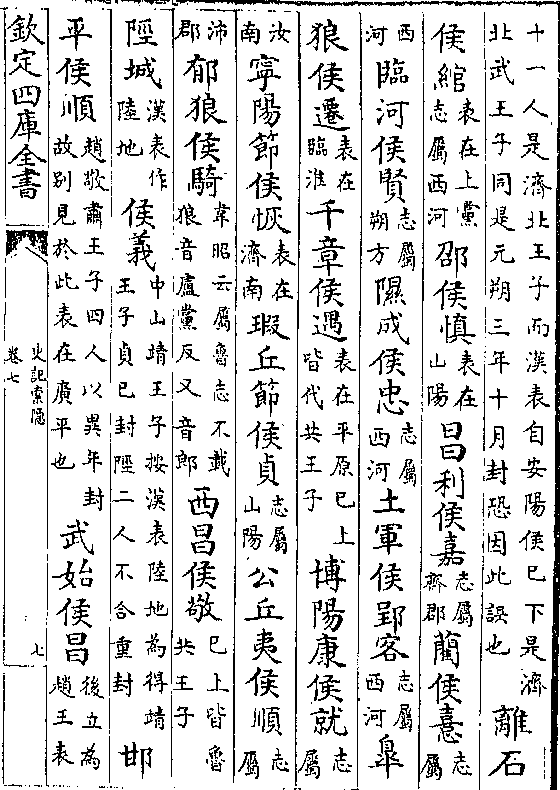 十一人是濟北王子而漢表自安陽侯已下是濟北武王子同是元朔三年十月封恐因此誤也離石
侯綰表在上黨志屬西河邵侯慎表在山陽昌利侯嘉志屬齊郡藺侯憙志屬
西河臨河侯賢志屬朔方隰成侯忠志屬西河土軍侯郢客志屬西河皐
狼侯遷表在臨淮千章侯遇表在平原已上皆代共王子博陽康侯就志屬
汝南寧陽節侯恢表在濟南瑕丘節侯貞志屬山陽公丘夷侯順志屬
沛郡郁狼侯騎韋昭云屬魯志不載狼音盧黨反又音郎西昌侯敬已上皆魯共王子
陘城漢表作陸地侯義中山靖王子按漢表陸地為得靖王子貞已封陘二人不合重封邯
平侯順趙敬肅王子四人以異年封故別見於此表在廣平也武始侯昌後立為趙王表
欽定四庫全書
史記索隱
卷七
七